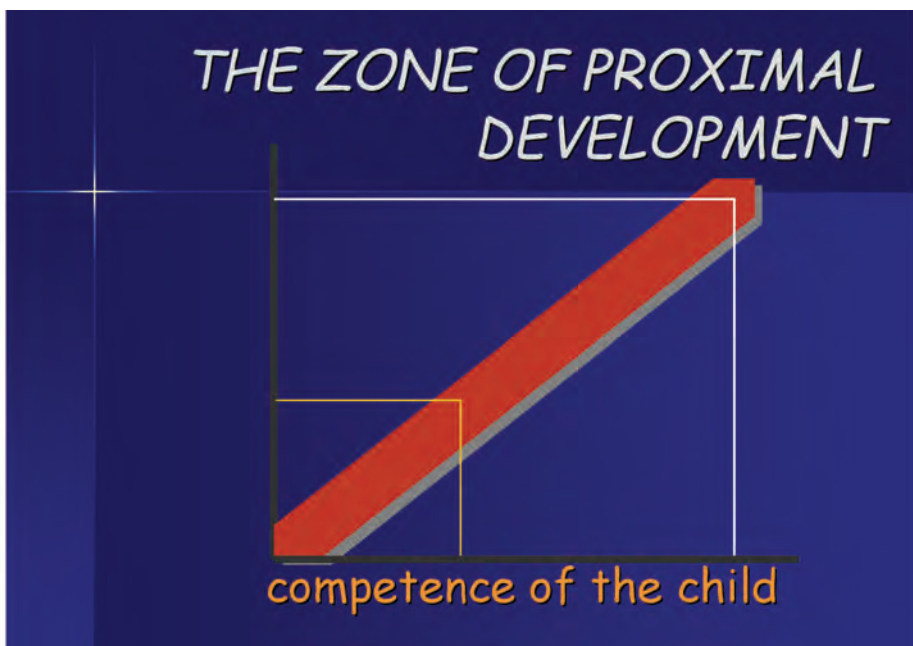 THE ZONE OF PROXIMAL
DEVELOPMENT
competence of the child